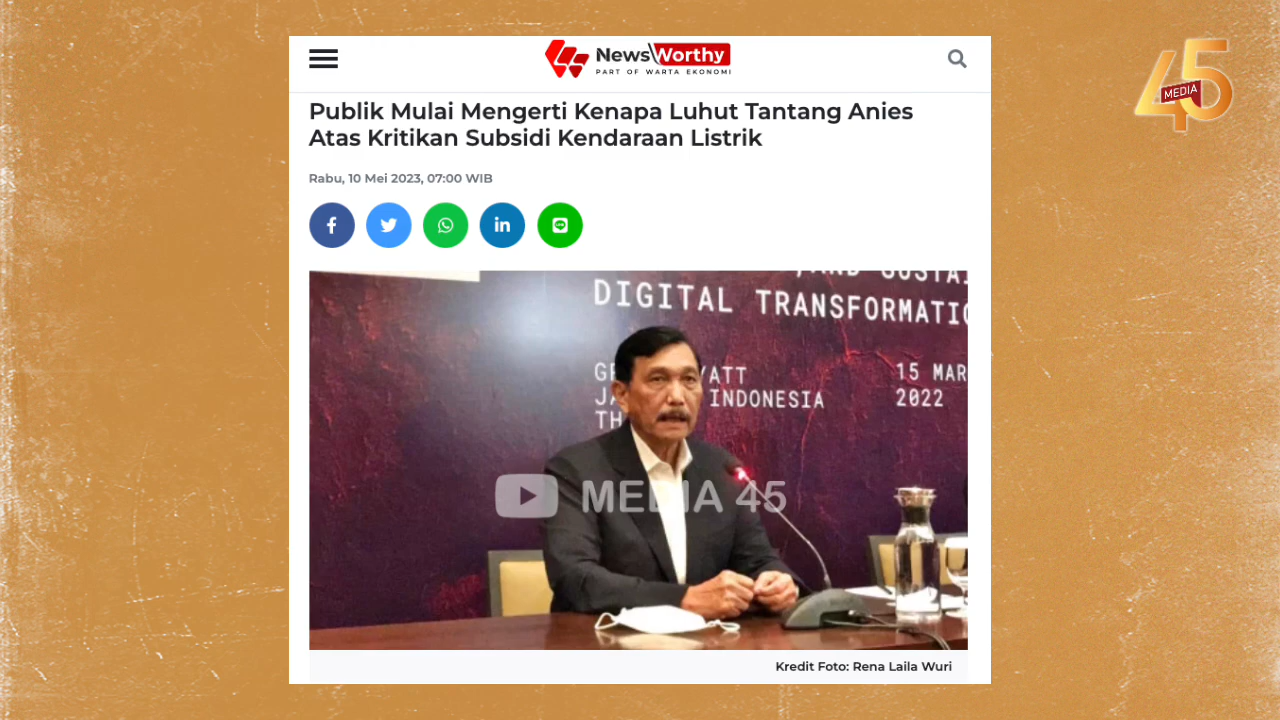 NewsWorthy
PART OF WARTA EKONOMI
45
MEDIA
Publik Mulai Mengerti Kenapa Luhut Tantang Anies
Atas Kritikan Subsidi Kendaraan Listrik
Rabu, 10 Mei 2023, 07:00 WIB
DIGITAL TRANSFORMATIO
15 MAR
INDONESIA
2022
TH
MEDIA 45
Kredit Foto: Rena Laila Wuri